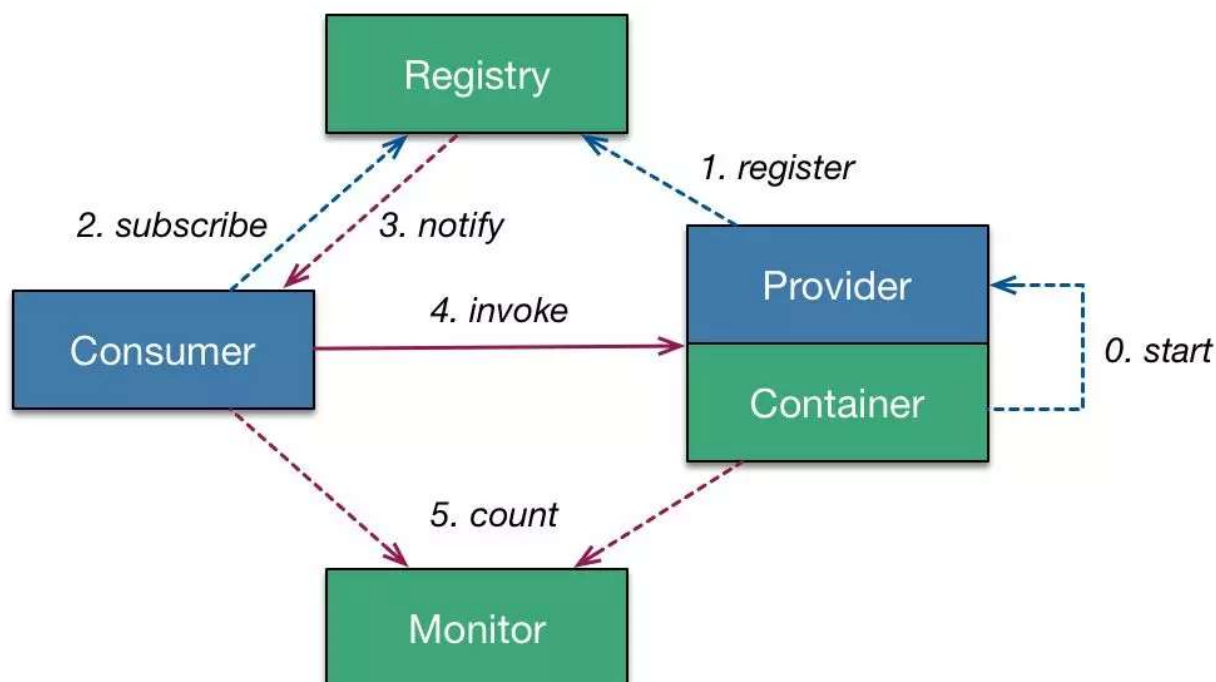 Registry
1. register
2. subscribe
3. notify
Provider
4. invoke
Consumer
0. start
Container
5. count
Monitor